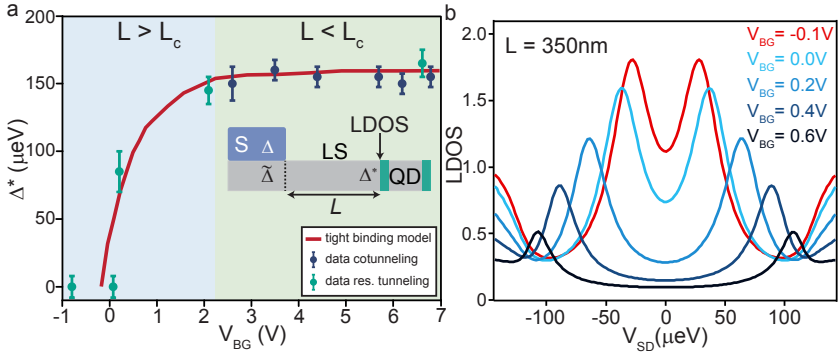 a
L > Lc
L < Lc
200
150
100
50
0
Δ* (μeV)
LDOS
S Δ
LS
Δ̃
Δ*
QD
L
tight binding model
data cotunneling
data res. tunneling
-1 0 1 2 3 4 5 6 7
VBG (V)
b
L = 350nm
VBG= -0.1V
VBG= 0.0V
VBG= 0.2V
VBG= 0.4V
VBG= 0.6V
2.0
1.5
1.0
0.5
0
LDOS
-100 -50 0 50 100
VSD(μeV)